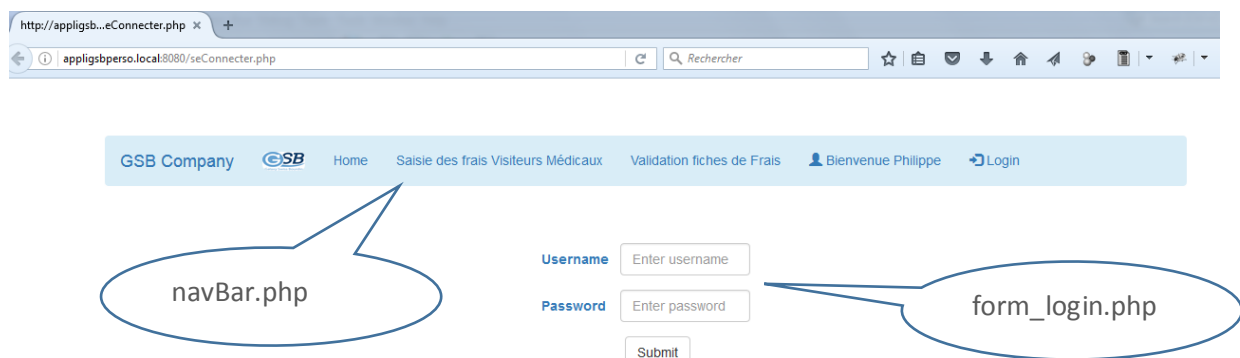 http://appligsb...eConnecter.php × +
appligsbperso.local:8080/seConnecter.php Rechercher
GSB Company GSB Home Saisie des frais Visiteurs Médicaux Validation fiches de Frais Bienvenue Philippe Login
Username Enter username
navBar.php
form_login.php
Password Enter password
Submit